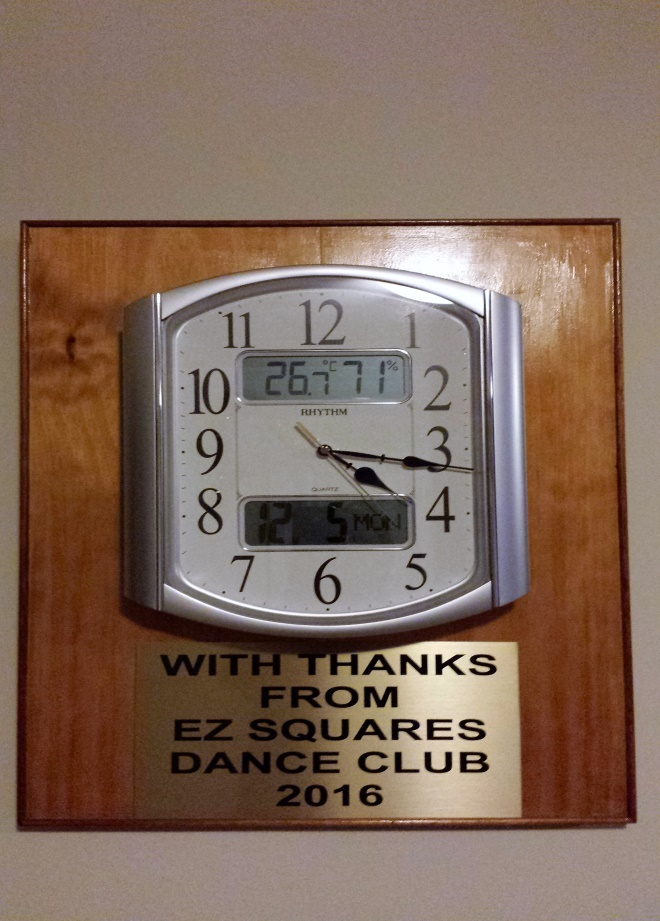 11 12 1
26.7 °C 71 %
10 2
RHYTHM
9 3
QUARTZ
8 4
12. 5 MON
7 6 5
WITH THANKS
FROM
EZ SQUARES
DANCE CLUB
2016